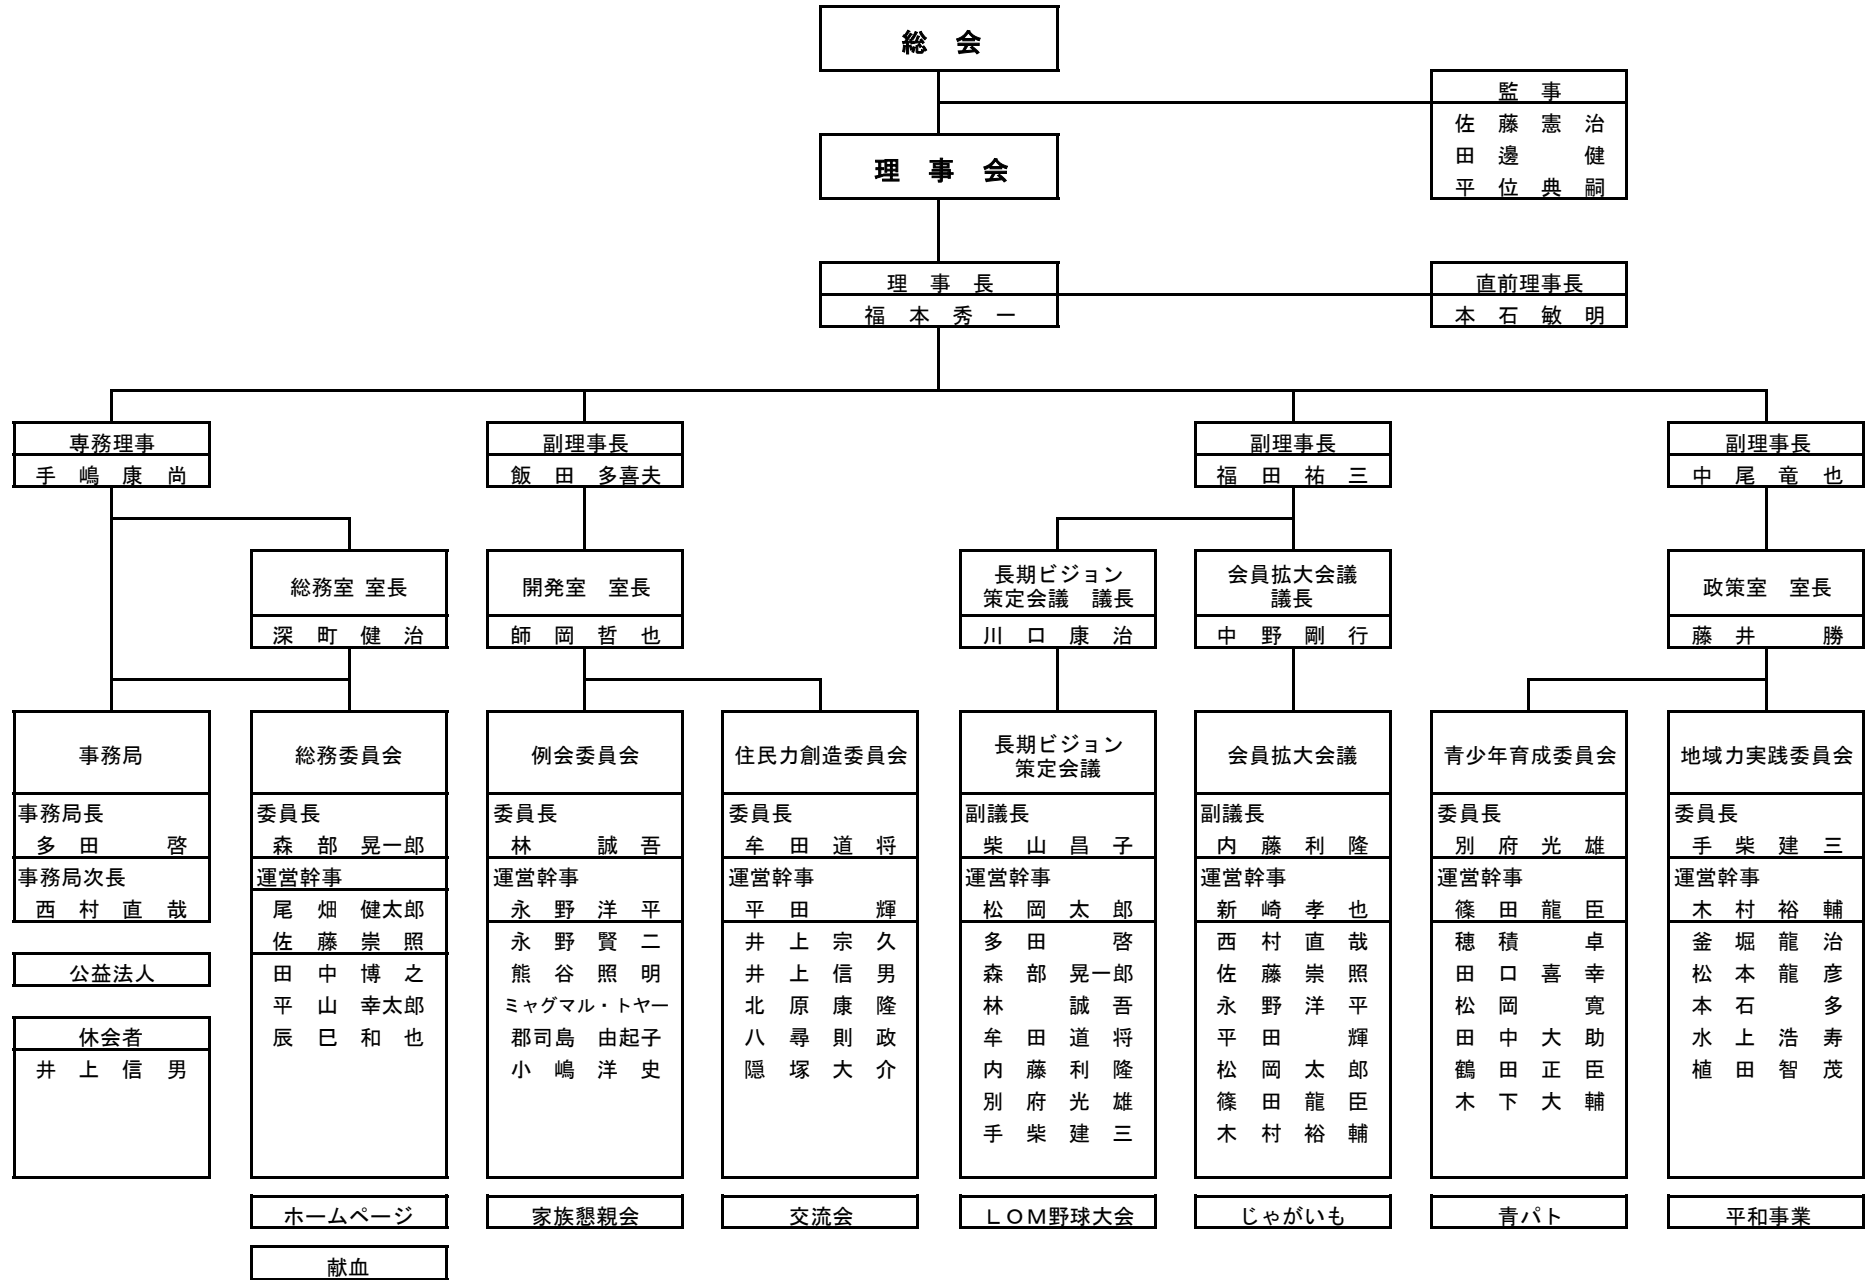 総　会
監　事
佐　藤　憲　治
田　邊　　　健
平　位　典　嗣
理　事　会
理　事　長
福　本　秀　一
直前理事長
本　石　敏　明
専務理事
手　嶋　康　尚
副理事長
飯　田　多喜夫
副理事長
福　田　祐　三
副理事長
中　尾　竜　也
総務室 室長
深　町　健　治
開発室　室長
師　岡　哲　也
長期ビジョン
策定会議　議長
川　口　康　治
会員拡大会議
議長
中　野　剛　行
政策室　室長
藤　井　　　勝
事務局
事務局長
多　田　　　啓
事務局次長
西　村　直　哉
公益法人
休会者
井　上　信　男
総務委員会
委員長
森　部　晃一郎
運営幹事
尾　畑　健太郎
佐　藤　崇　照
田　中　博　之
平　山　幸太郎
辰　巳　和　也
ホームページ
献血
例会委員会
委員長
林　　　誠　吾
運営幹事
永　野　洋　平
永　野　賢　二
熊　谷　照　明
ミャグマル・トヤー
郡司島　由起子
小　嶋　洋　史
家族懇親会
住民力創造委員会
委員長
牟　田　道　将
運営幹事
平　田　　　輝
井　上　宗　久
井　上　信　男
北　原　康　隆
八　尋　則　政
隠　塚　大　介
交流会
長期ビジョン
策定会議
副議長
柴　山　昌　子
運営幹事
松　岡　太　郎
多　田　　　啓
森　部　晃一郎
林　　　誠　吾
牟　田　道　将
内　藤　利　隆
別　府　光　雄
手　柴　建　三
ＬＯＭ野球大会
会員拡大会議
副議長
内　藤　利　隆
運営幹事
新　崎　孝　也
西　村　直　哉
佐　藤　崇　照
永　野　洋　平
平　田　　　輝
松　岡　太　郎
篠　田　龍　臣
木　村　裕　輔
じゃがいも
青少年育成委員会
委員長
別　府　光　雄
運営幹事
篠　田　龍　臣
穂　積　　　卓
田　口　喜　幸
松　岡　　　寛
田　中　大　助
鶴　田　正　臣
木　下　大　輔
青パト
地域力実践委員会
委員長
手　柴　建　三
運営幹事
木　村　裕　輔
釜　堀　龍　治
松　本　龍　彦
本　石　　　多
水　上　浩　寿
植　田　智　茂
平和事業